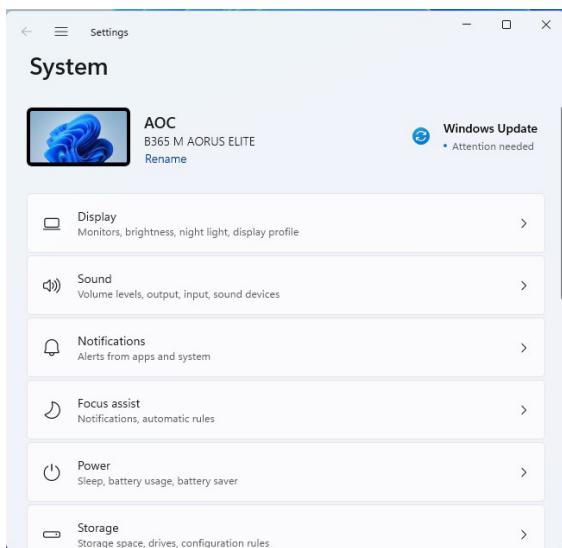 Settings
System
AOC
B365 M AORUS ELITE
Rename
Windows Update
• Attention needed
Display
Monitors, brightness, night light, display profile
Sound
Volume levels, output, input, sound devices
Notifications
Alerts from apps and system
Focus assist
Notifications, automatic rules
Power
Sleep, battery usage, battery saver
Storage
Storage space, drives, configuration rules